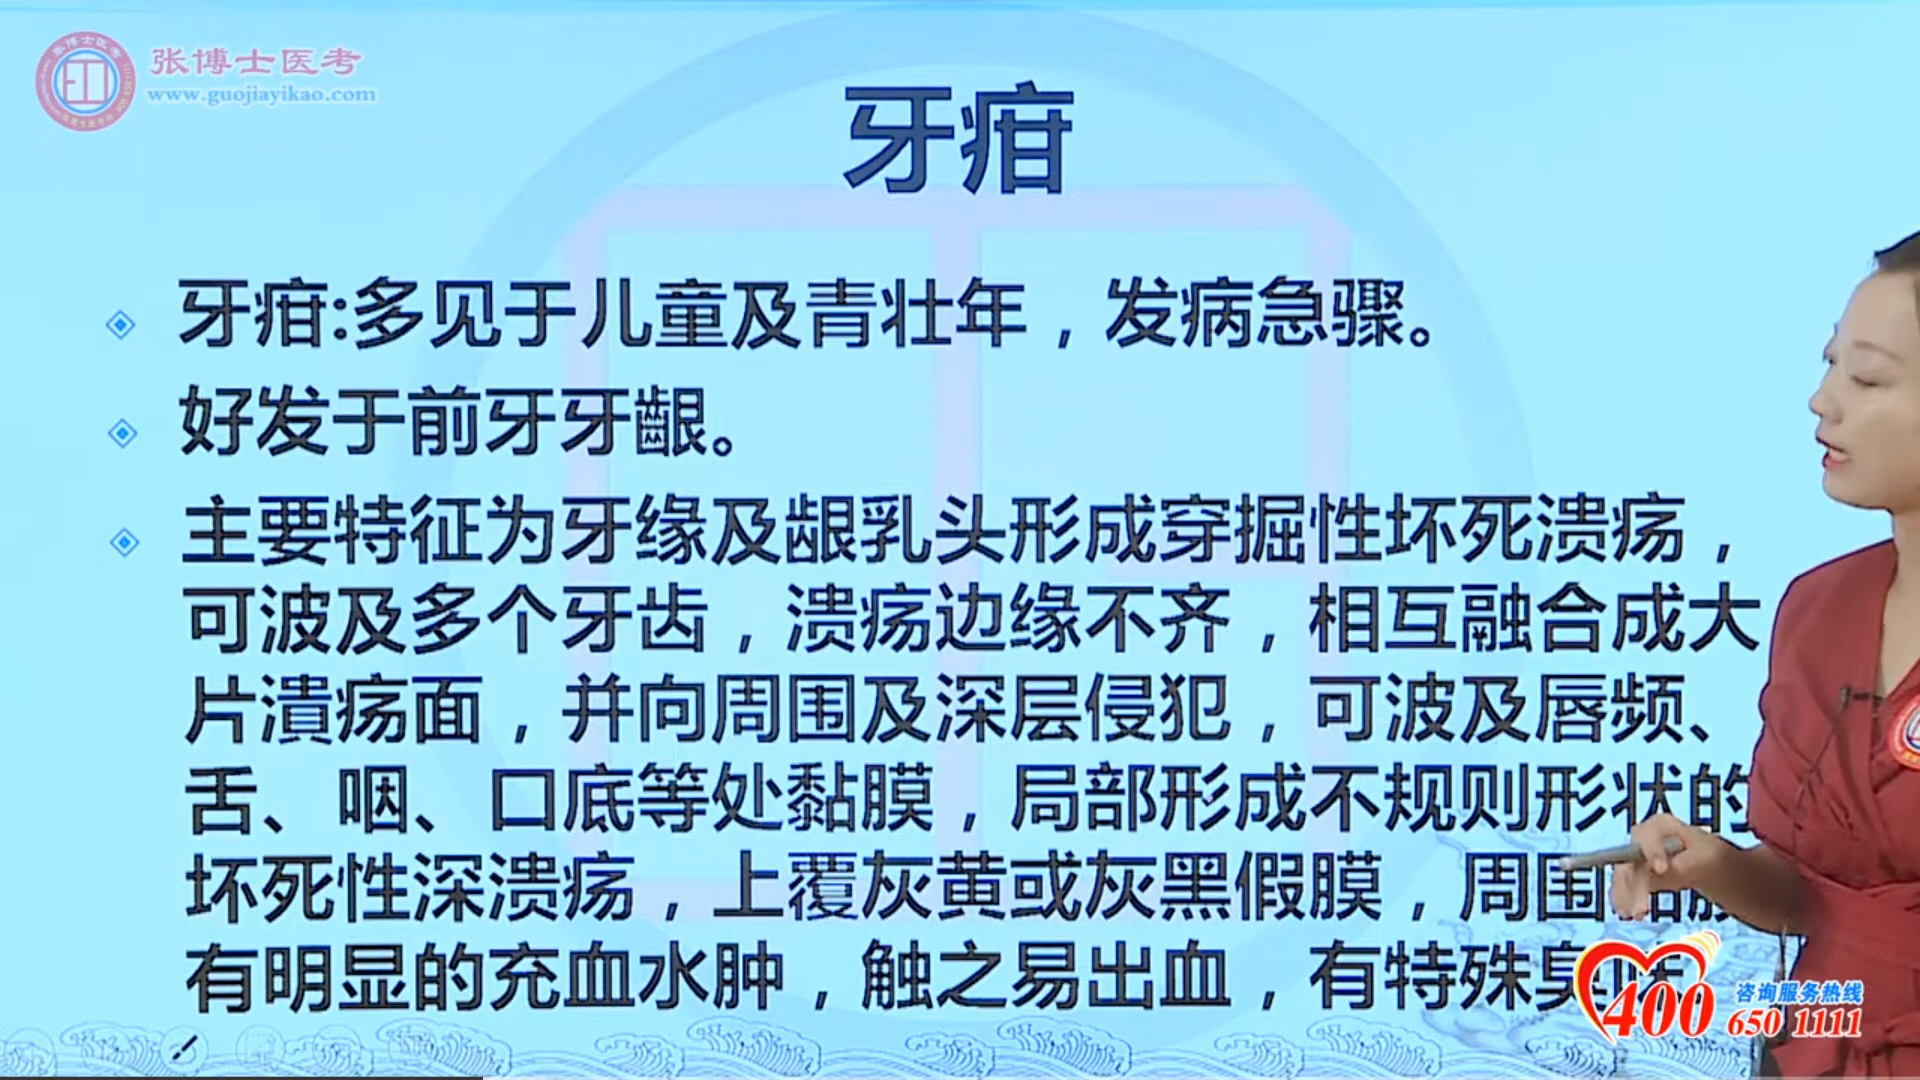 张博士医考
www.guojiayikao.com
牙疳
牙疳:多见于儿童及青壮年，发病急骤。
好发于前牙牙龈。
主要特征为牙缘及龈乳头形成穿掘性坏死溃疡，
可波及多个牙齿，溃疡边缘不齐，相互融合成大
片潰疡面，并向周围及深层侵犯，可波及唇频、
舌、咽、口底等处黏膜，局部形成不规则形状的
坏死性深溃疡，上覆灰黄或灰黑假膜，周围黏膜
有明显的充血水肿，触之易出血，有特殊臭味
400
咨询服务热线
650 1111